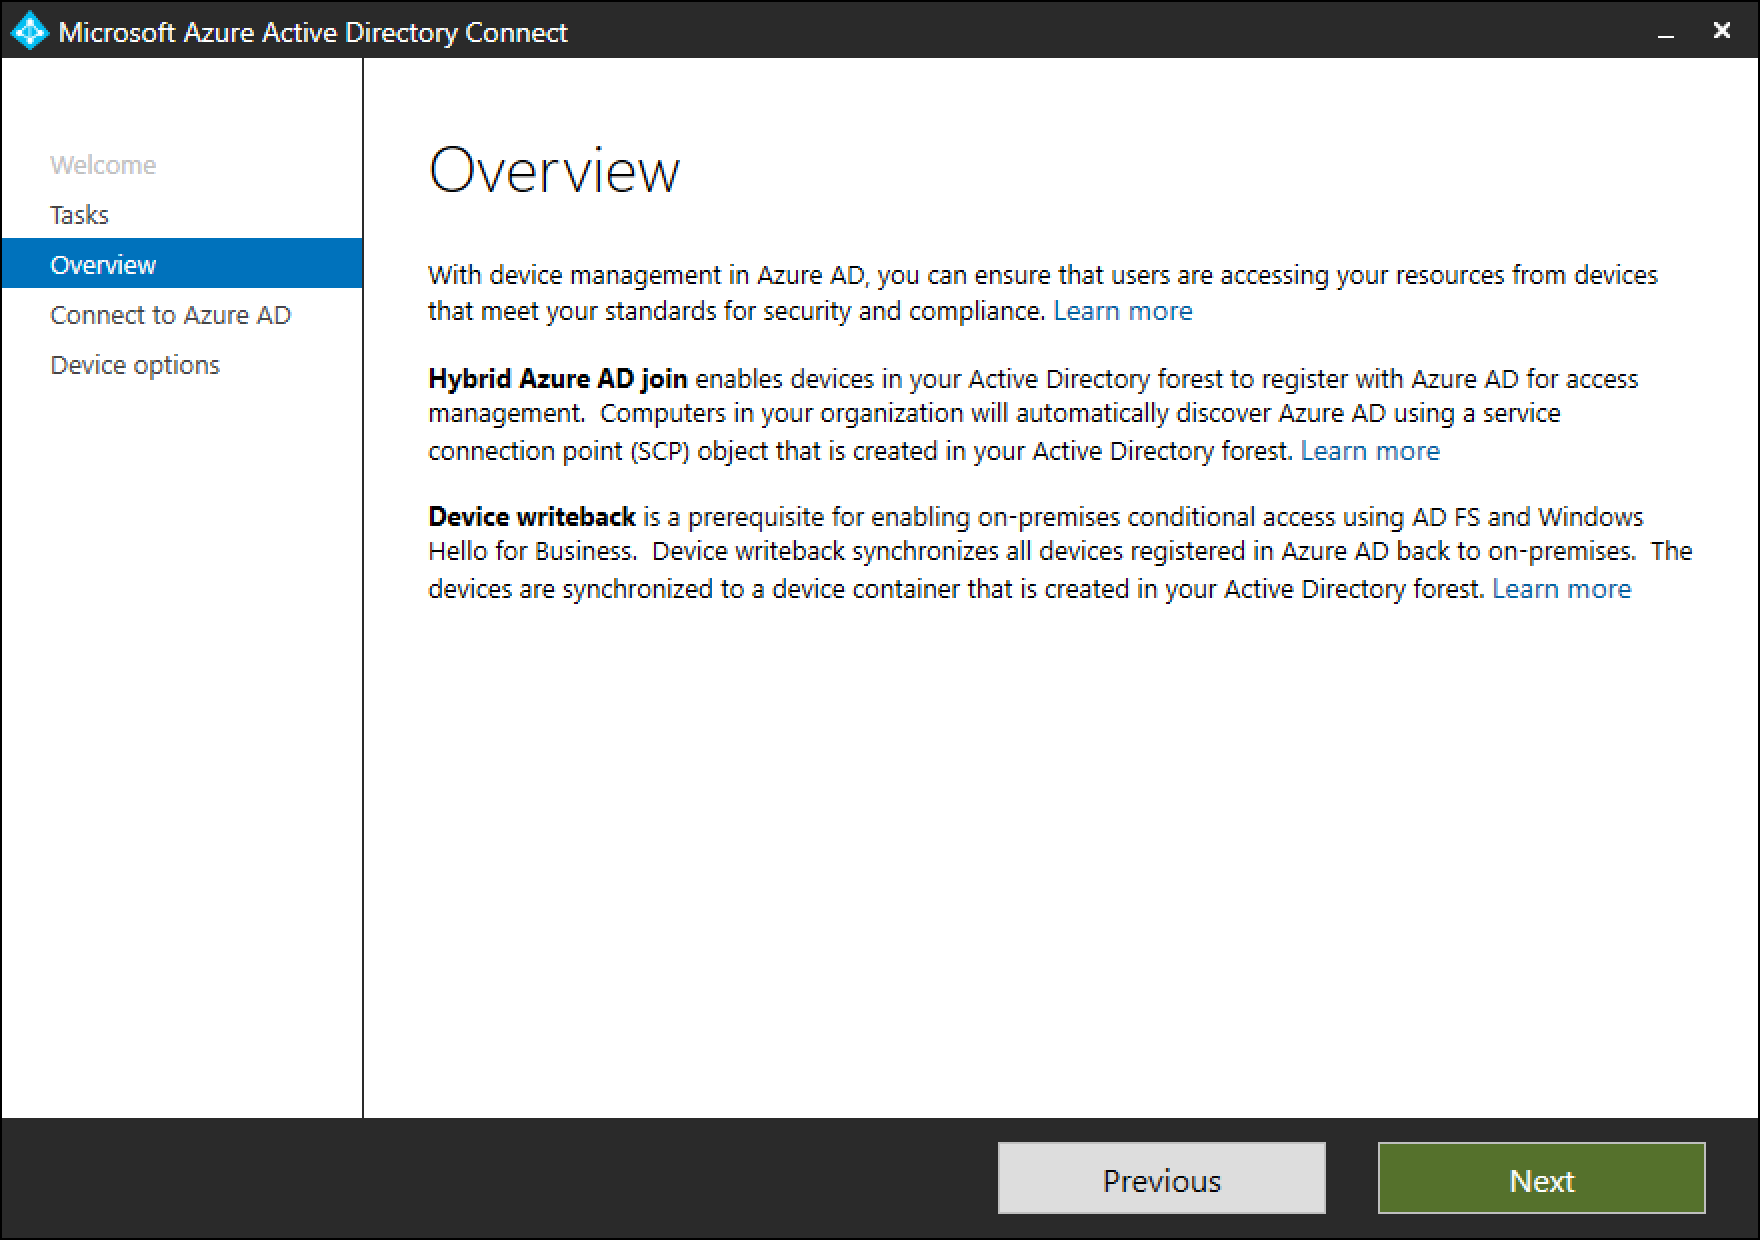 Microsoft Azure Active Directory Connect
Welcome
Tasks
Overview
Connect to Azure AD
Device options
Overview
With device management in Azure AD, you can ensure that users are accessing your resources from devices
that meet your standards for security and compliance. Learn more
Hybrid Azure AD join enables devices in your Active Directory forest to register with Azure AD for access
management.  Computers in your organization will automatically discover Azure AD using a service
connection point (SCP) object that is created in your Active Directory forest. Learn more
Device writeback is a prerequisite for enabling on-premises conditional access using AD FS and Windows
Hello for Business.  Device writeback synchronizes all devices registered in Azure AD back to on-premises.  The
devices are synchronized to a device container that is created in your Active Directory forest. Learn more
Previous
Next